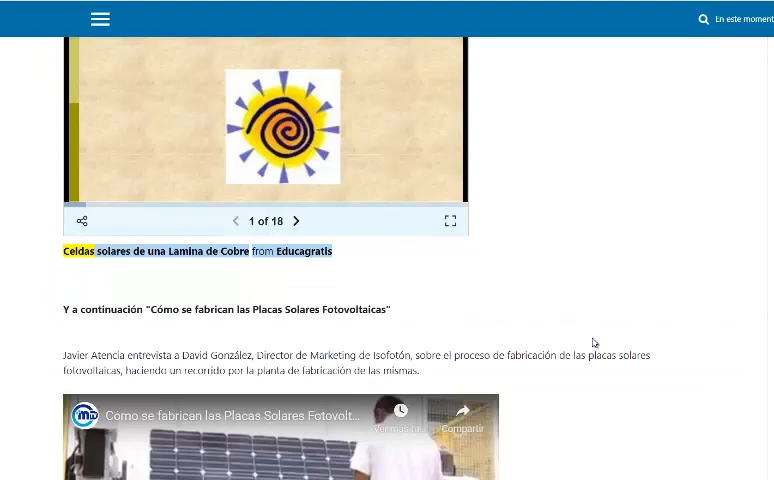 En este moment
1 of 18
Celdas solares de una Lamina de Cobre from Educagratis
Y a continuación "Cómo se fabrican las Placas Solares Fotovoltaicas"
Javier Atencia entrevista a David González, Director de Marketing de Isofotón, sobre el proceso de fabricación de las placas solares
fotovoltaicas, haciendo un recorrido por la planta de fabricación de las mismas.
Cómo se fabrican las Placas Solares Fotovolt...
Compartir